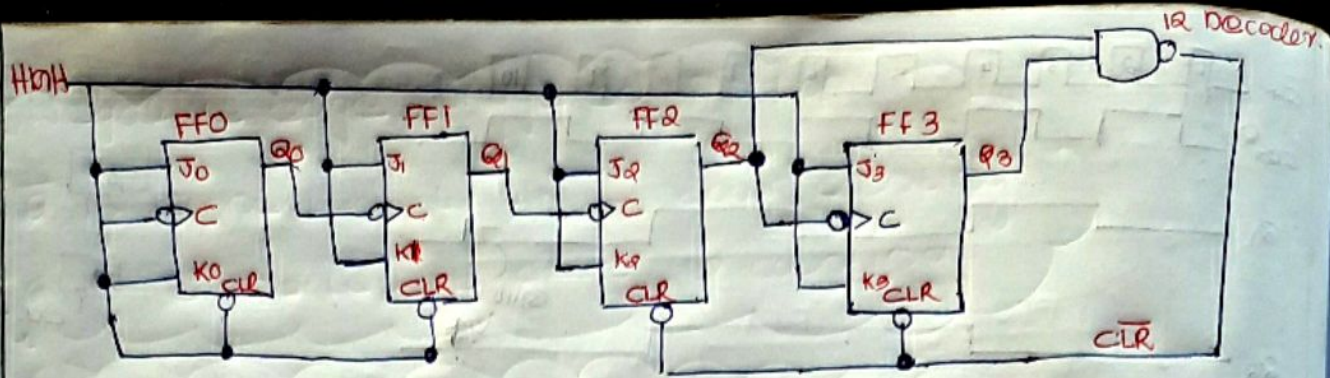 12 Decoder.
HIGH
FF0
FF1
FF2
FF3
J0
Q0
J1
Q1
J2
Q2
J3
Q3
C
C
C
C
K0
K1
K2
K3
CLR
CLR
CLR
CLR
CLR